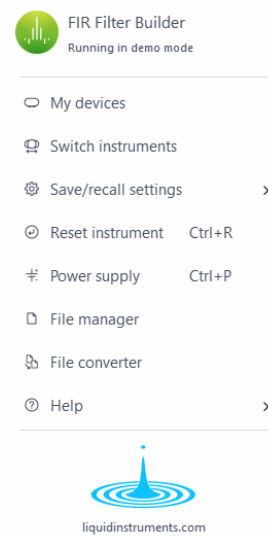 FIR Filter Builder
Running in demo mode
My devices
Switch instruments
Save/recall settings
Reset instrument Ctrl+R
Power supply Ctrl+P
File manager
File converter
Help
liquidinstruments.com